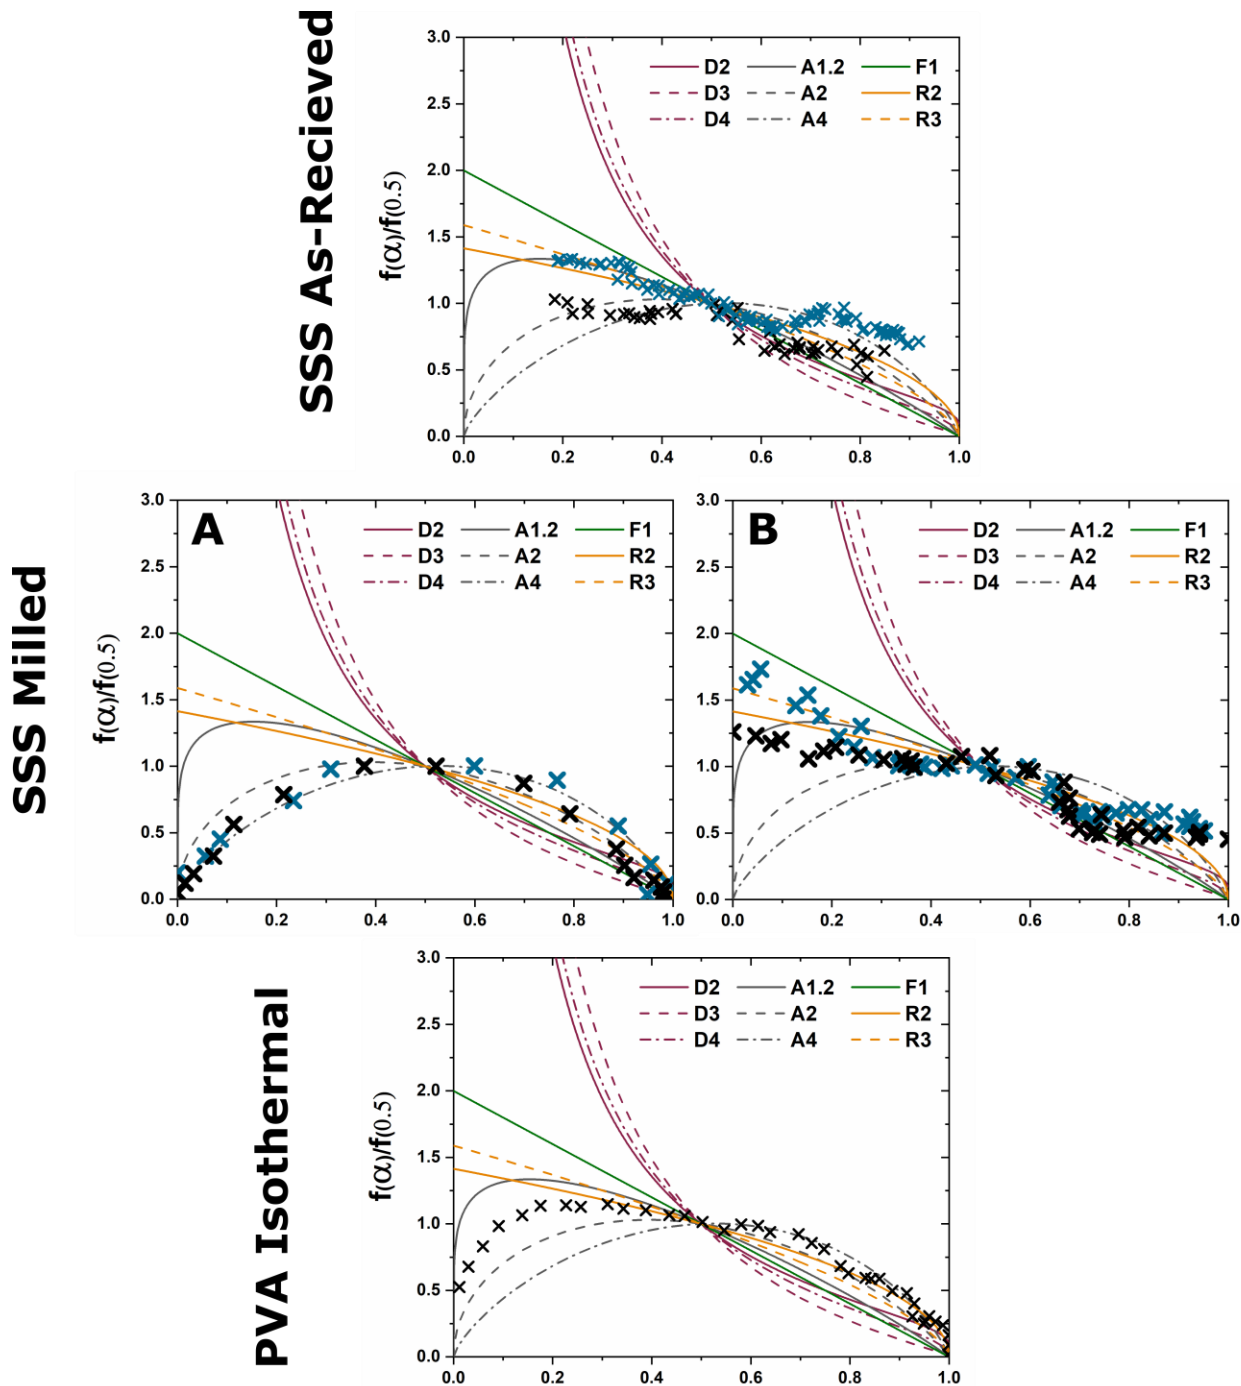 SSS As-Recieved
f(α)/f(0.5)
3.0
2.5
2.0
1.5
1.0
0.5
0.0
D2 A1.2 F1
D3 A2 R2
D4 A4 R3
0.0 0.2 0.4 0.6 0.8 1.0
SSS Milled
f(α)/f(0.5)
A
3.0
2.5
2.0
1.5
1.0
0.5
0.0
D2 A1.2 F1
D3 A2 R2
D4 A4 R3
0.0 0.2 0.4 0.6 0.8 1.0
B
3.0
2.5
2.0
1.5
1.0
0.5
0.0
D2 A1.2 F1
D3 A2 R2
D4 A4 R3
0.0 0.2 0.4 0.6 0.8 1.0
PVA Isothermal
f(α)/f(0.5)
3.0
2.5
2.0
1.5
1.0
0.5
0.0
D2 A1.2 F1
D3 A2 R2
D4 A4 R3
0.0 0.2 0.4 0.6 0.8 1.0